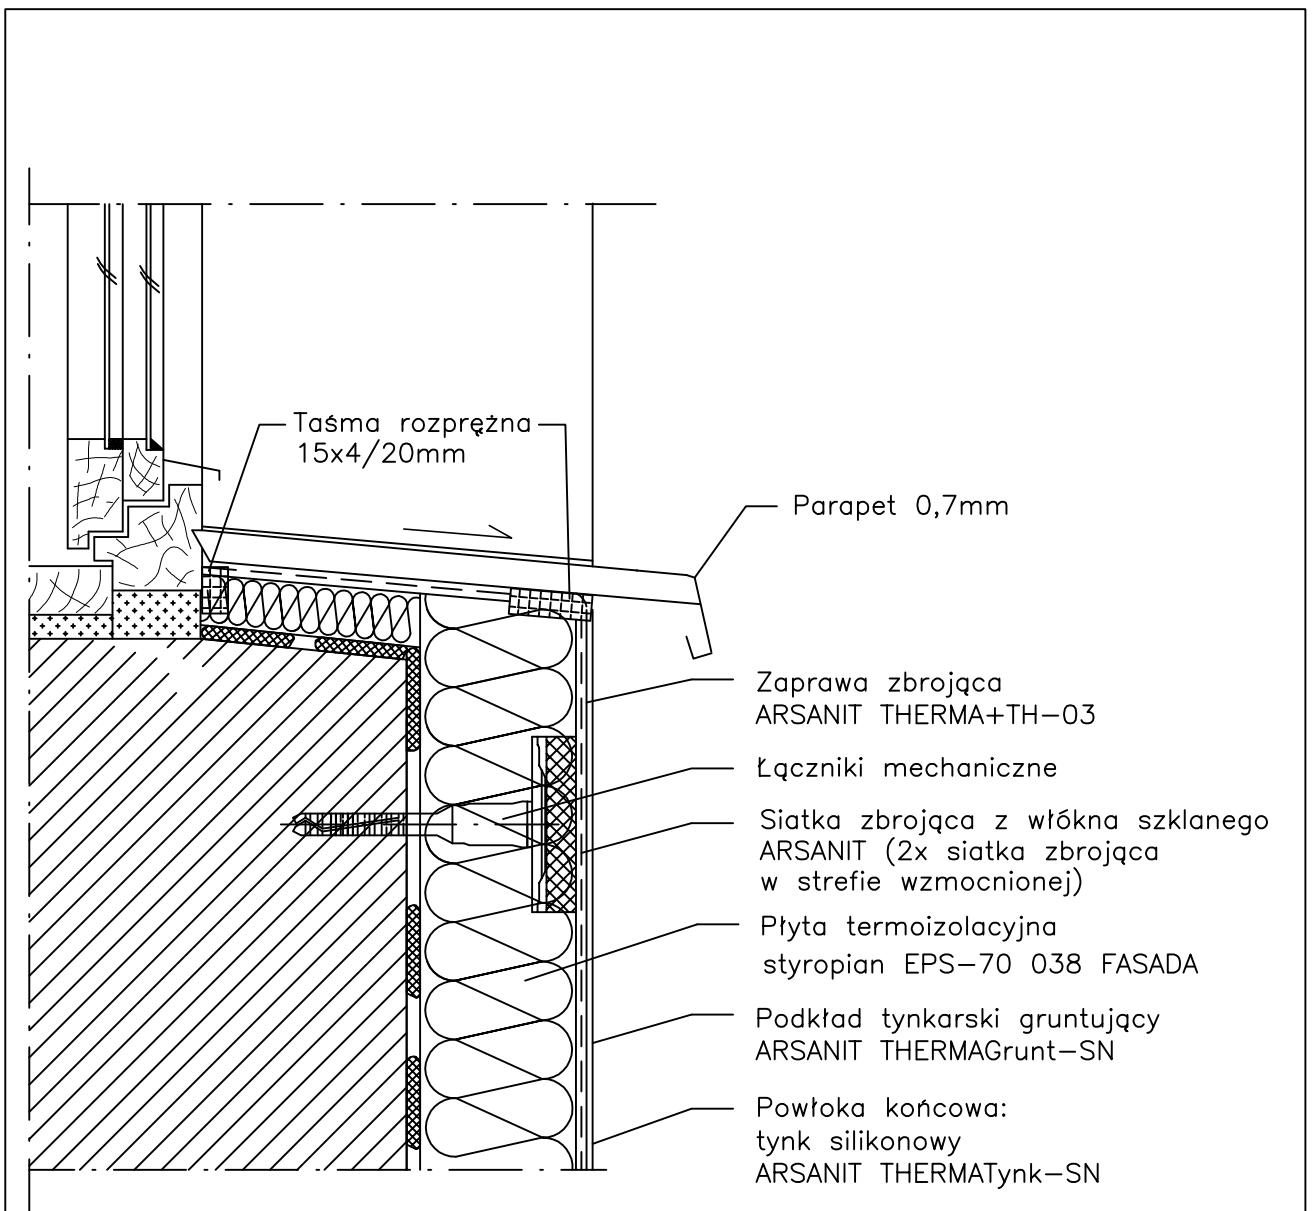 Taśma rozprężna
15x4/20mm
Parapet 0,7mm
Zaprawa zbrojąca
ARSANIT THERMA+TH-03
Łączniki mechaniczne
Siatka zbrojąca z włókna szklanego
ARSANIT (2x siatka zbrojąca
w strefie wzmocnionej)
Płyta termoizolacyjna
styropian EPS-70 038 FASADA
Podkład tynkarski gruntujący
ARSANIT THERMAGrunt-SN
Powłoka końcowa:
tynk silikonowy
ARSANIT THERMATynk-SN